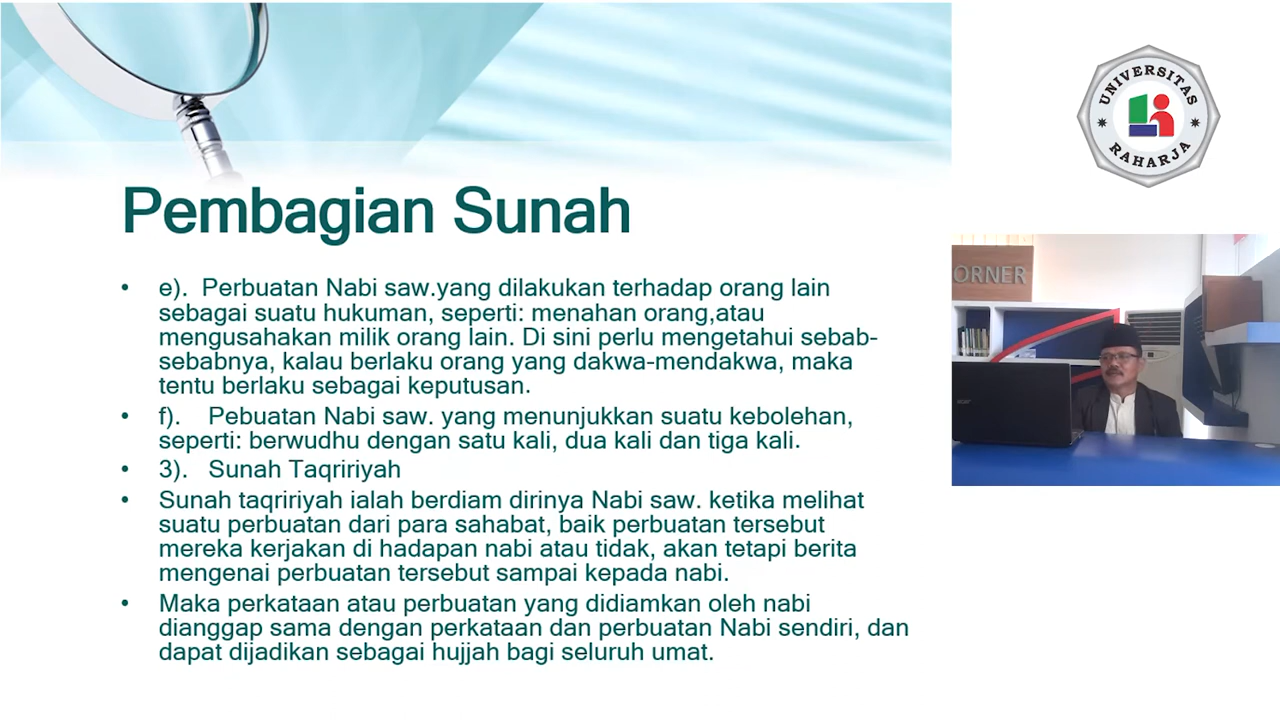 UNIVERSITAS
RAHARJA
Pembagian Sunah
• e).  Perbuatan Nabi saw.yang dilakukan terhadap orang lain
sebagai suatu hukuman, seperti: menahan orang,atau
mengusahakan milik orang lain. Di sini perlu mengetahui sebab-
sebabnya, kalau berlaku orang yang dakwa-mendakwa, maka
tentu berlaku sebagai keputusan.
• f).    Pebuatan Nabi saw. yang menunjukkan suatu kebolehan,
seperti: berwudhu dengan satu kali, dua kali dan tiga kali.
• 3).   Sunah Taqririyah
• Sunah taqririyah ialah berdiam dirinya Nabi saw. ketika melihat
suatu perbuatan dari para sahabat, baik perbuatan tersebut
mereka kerjakan di hadapan nabi atau tidak, akan tetapi berita
mengenai perbuatan tersebut sampai kepada nabi.
• Maka perkataan atau perbuatan yang didiamkan oleh nabi
dianggap sama dengan perkataan dan perbuatan Nabi sendiri, dan
dapat dijadikan sebagai hujjah bagi seluruh umat.
ORNER